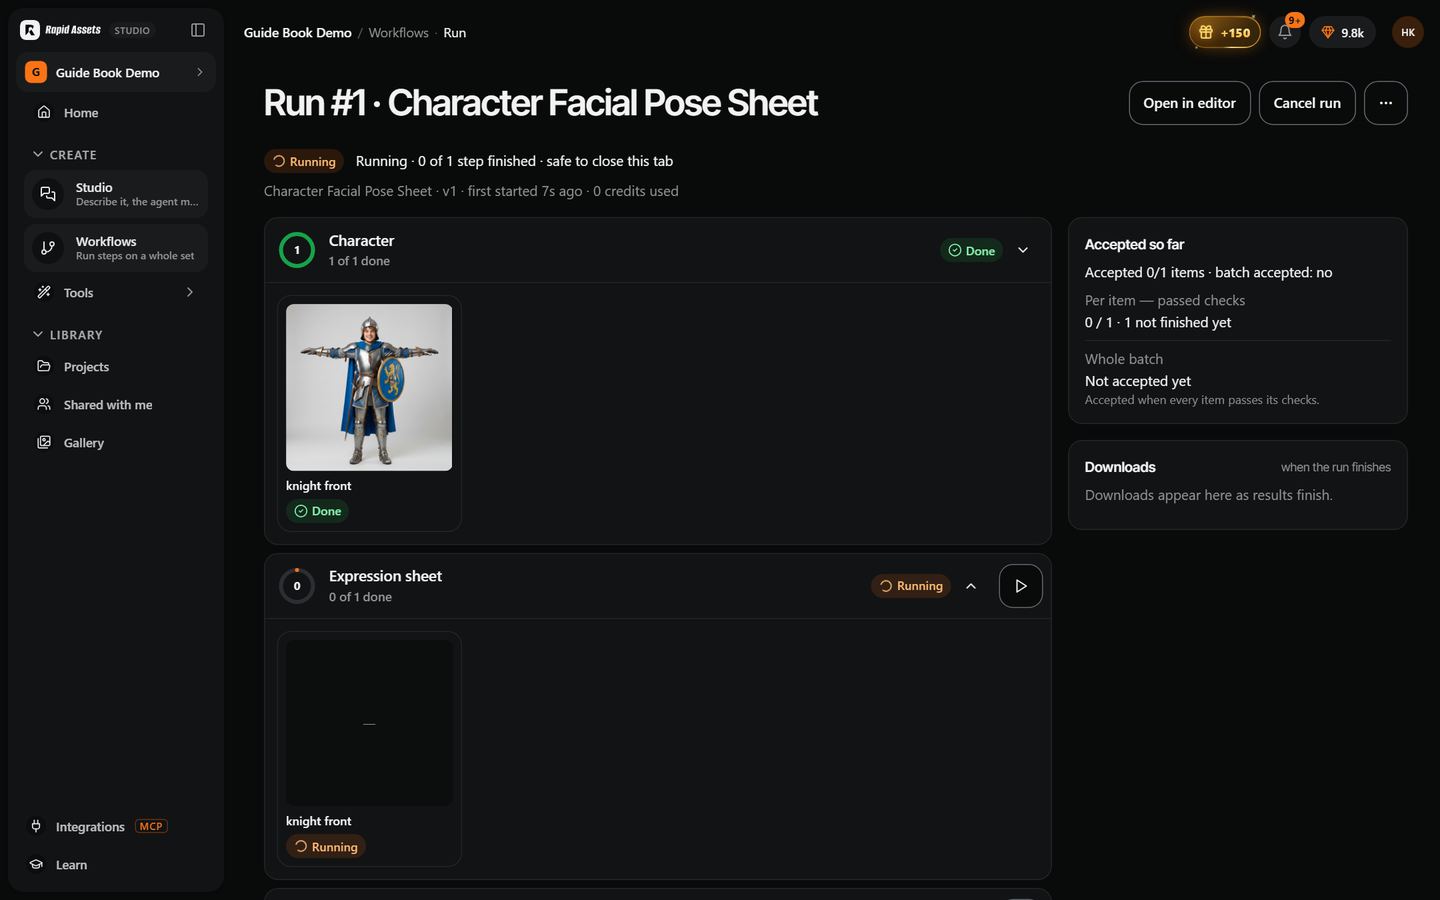 Rapid Assets STUDIO
Guide Book Demo / Workflows · Run
+150
9+
9.8k
HK
G Guide Book Demo
Home
CREATE
Studio
Describe it, the agent m...
Workflows
Run steps on a whole set
Tools
LIBRARY
Projects
Shared with me
Gallery
Integrations MCP
Learn
Run #1 · Character Facial Pose Sheet
Open in editor
Cancel run
Running
Running · 0 of 1 step finished · safe to close this tab
Character Facial Pose Sheet · v1 · first started 7s ago · 0 credits used
1
Character
1 of 1 done
Done
knight front
Done
0
Expression sheet
0 of 1 done
Running
—
knight front
Running
Accepted so far
Accepted 0/1 items · batch accepted: no
Per item — passed checks
0 / 1 · 1 not finished yet
Whole batch
Not accepted yet
Accepted when every item passes its checks.
Downloads
when the run finishes
Downloads appear here as results finish.